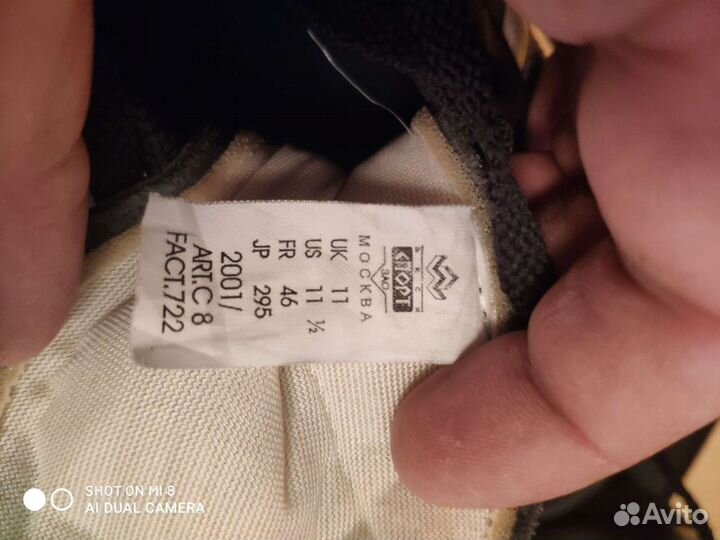 СПОРТ
ЗАО
МОСКВА
UK 11
US 11 ½
FR 46
JP 295
2001/
ART.C 8
FACT.722
SHOT ON MI 8
AI DUAL CAMERA
Avito